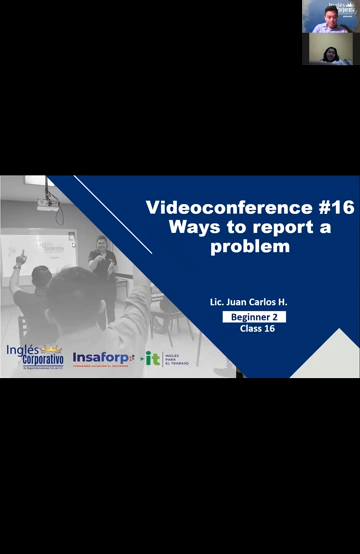 Videoconference #16
Ways to report a
problem
Lic. Juan Carlos H.
Beginner 2
Class 16
Inglés
Corporativo
Insaforp
it
INGLÉS
PARA
EL TRABAJO